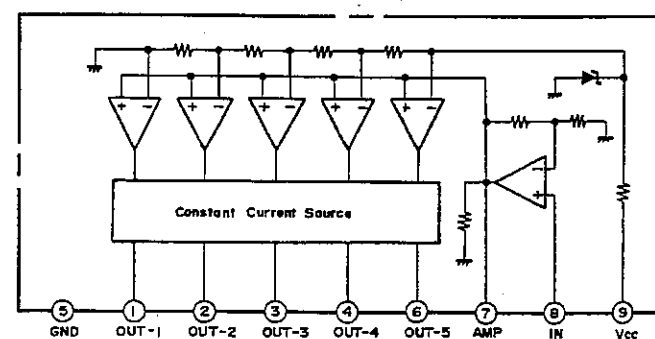 + − + − + − + − + −
−
+
Constant Current Source
5 1 2 3 4 6 7 8 9
GND OUT-1 OUT-2 OUT-3 OUT-4 OUT-5 AMP IN Vcc